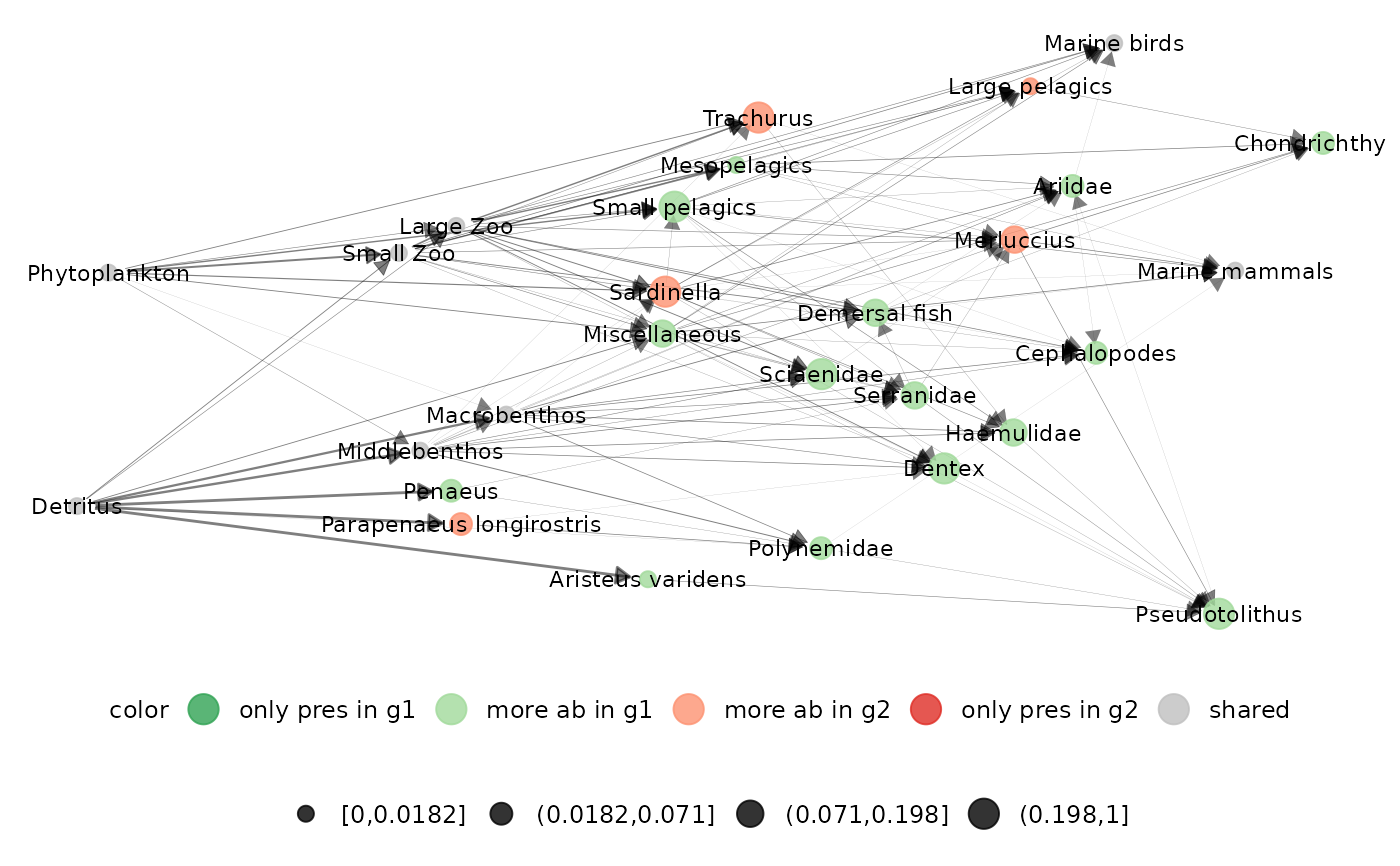 Marine birds
Large pelagics
Trachurus
Chondrichthy
Mesopelagics
Ariidae
Small pelagics
Large Zoo
Merluccius
Small Zoo
Phytoplankton
Marine mammals
Sardinella
Demersal fish
Miscellaneous
Cephalopodes
Sciaenidae
Serranidae
Macrobenthos
Haemulidae
Middlebenthos
Dentex
Penaeus
Detritus
Parapenaeus longirostris
Polynemidae
Aristeus varidens
Pseudotolithus
color only pres in g1 more ab in g1 more ab in g2 only pres in g2 shared
[0,0.0182] (0.0182,0.071] (0.071,0.198] (0.198,1]